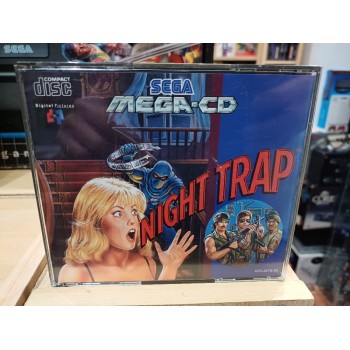 SEGA
COMPACT
disc
Digital Pictures
SEGA
MEGA-CD
NIGHT TRAP